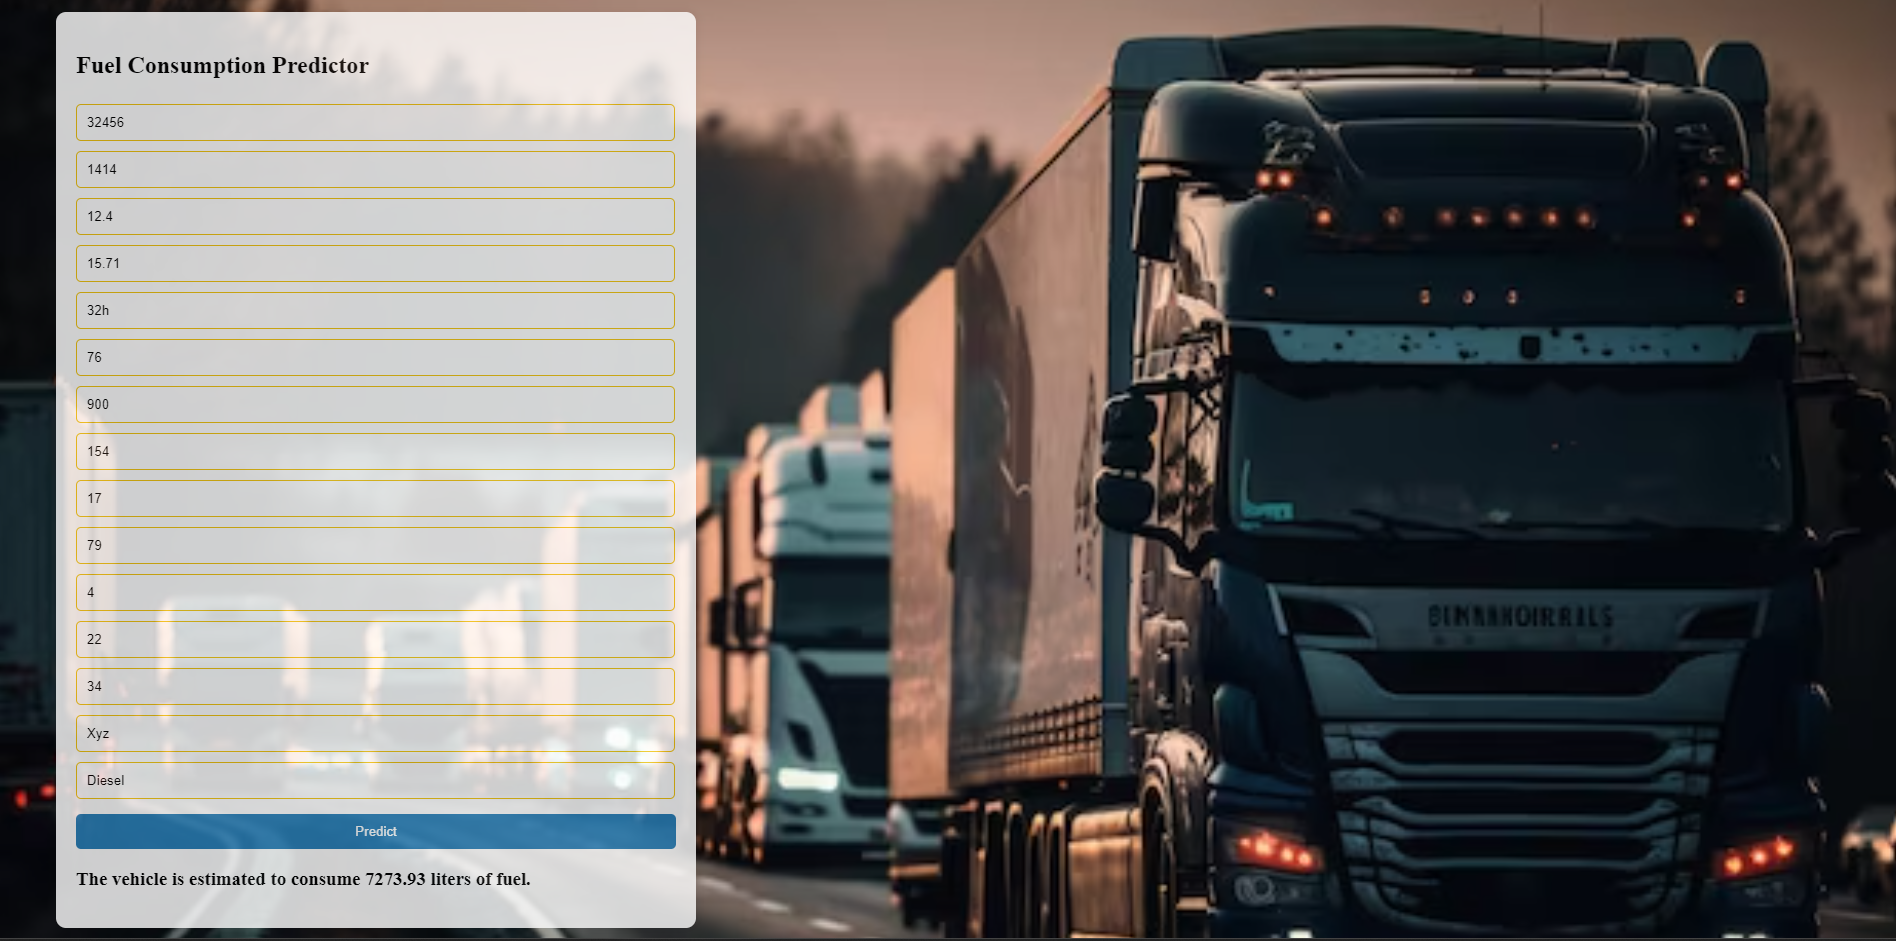 Fuel Consumption Predictor
32456
1414
12.4
15.71
32h
76
900
154
17
79
4
22
34
Xyz
Diesel
Predict
The vehicle is estimated to consume 7273.93 liters of fuel.